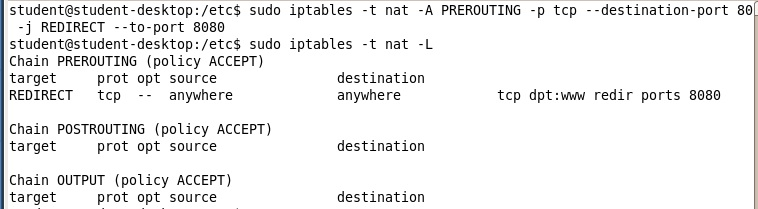 student@student-desktop:/etc$ sudo iptables -t nat -A PREROUTING -p tcp --destination-port 80
 -j REDIRECT --to-port 8080
student@student-desktop:/etc$ sudo iptables -t nat -L
Chain PREROUTING (policy ACCEPT)
target     prot opt source               destination
REDIRECT   tcp  --  anywhere             anywhere            tcp dpt:www redir ports 8080

Chain POSTROUTING (policy ACCEPT)
target     prot opt source               destination

Chain OUTPUT (policy ACCEPT)
target     prot opt source               destination